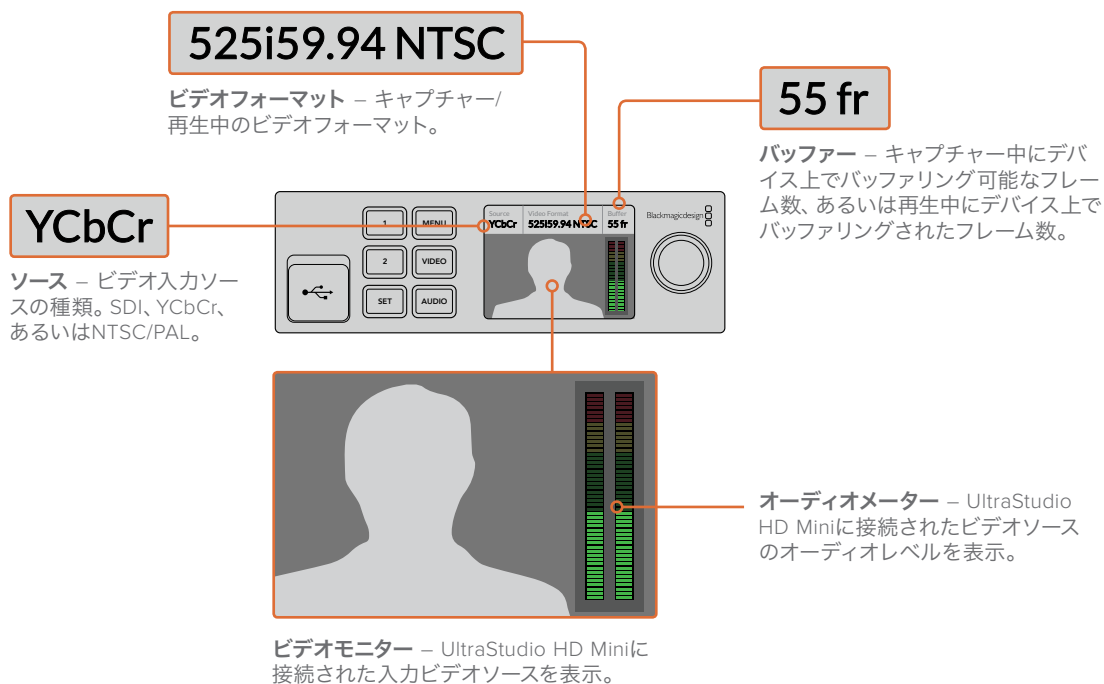 525i59.94 NTSC
ビデオフォーマット – キャプチャー/
再生中のビデオフォーマット。
55 fr
バッファー – キャプチャー中にデバ
イス上でバッファリング可能なフレー
ム数、あるいは再生中にデバイス上で
バッファリングされたフレーム数。
YCbCr
ソース – ビデオ入力ソー
スの種類。SDI、YCbCr、
あるいはNTSC/PAL。
1
MENU
2
VIDEO
SET
AUDIO
Source
YCbCr
Video Format
525I59.94 NTSC
Buffer
55 fr
Blackmagicdesign
オーディオメーター – UltraStudio
HD Miniに接続されたビデオソース
のオーディオレベルを表示。
ビデオモニター – UltraStudio HD Miniに
接続された入力ビデオソースを表示。